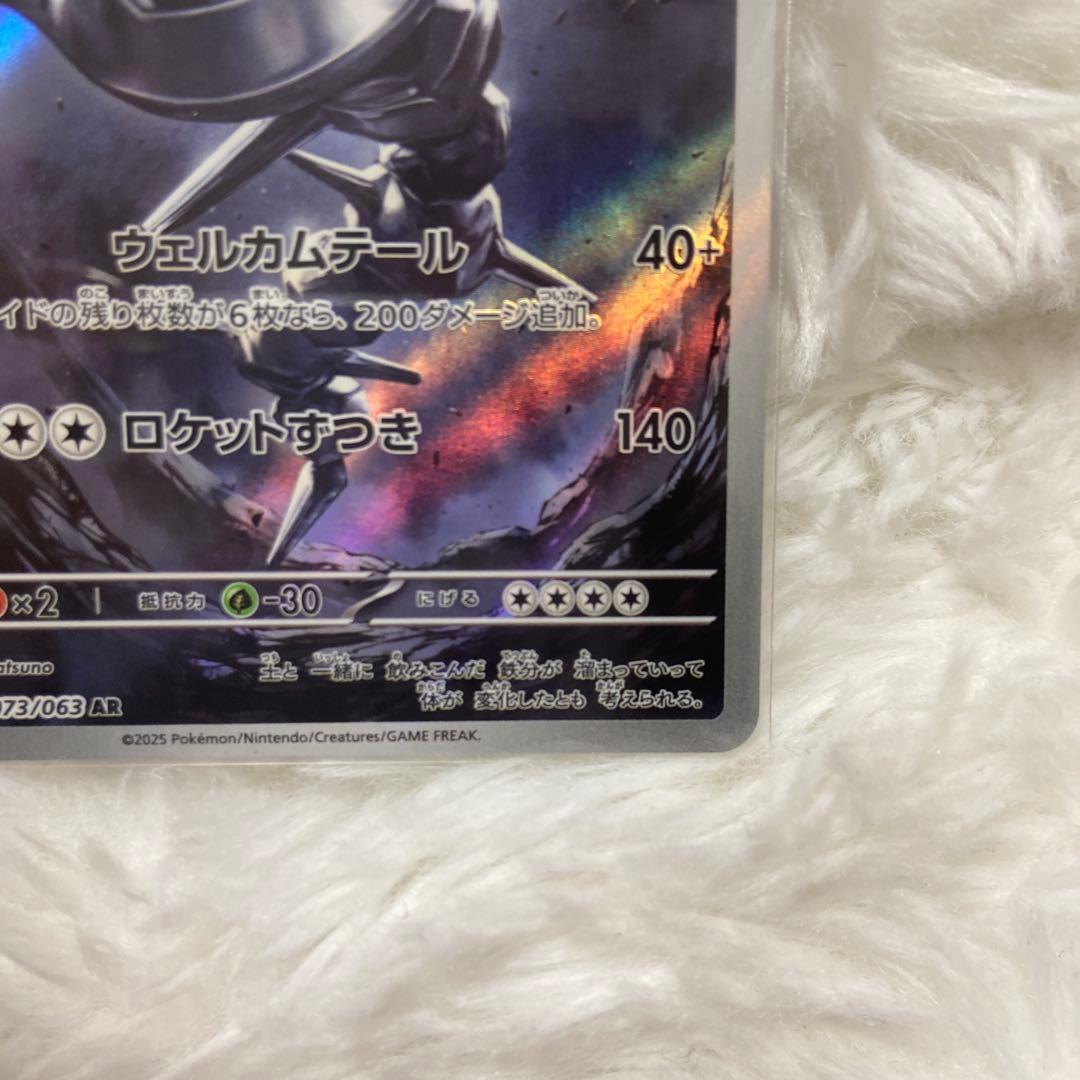 ウェルカムテール 40+
イドの残り枚数が6枚なら、200ダメージ追加。
ロケットずつき 140
×2 抵抗力 -30 にげる
atsuno
土と 一緒に 飲みこんだ 鉄分が 溜まっていって
体が 変化したとも 考えられる。
073/063 AR
©2025 Pokémon/Nintendo/Creatures/GAME FREAK.